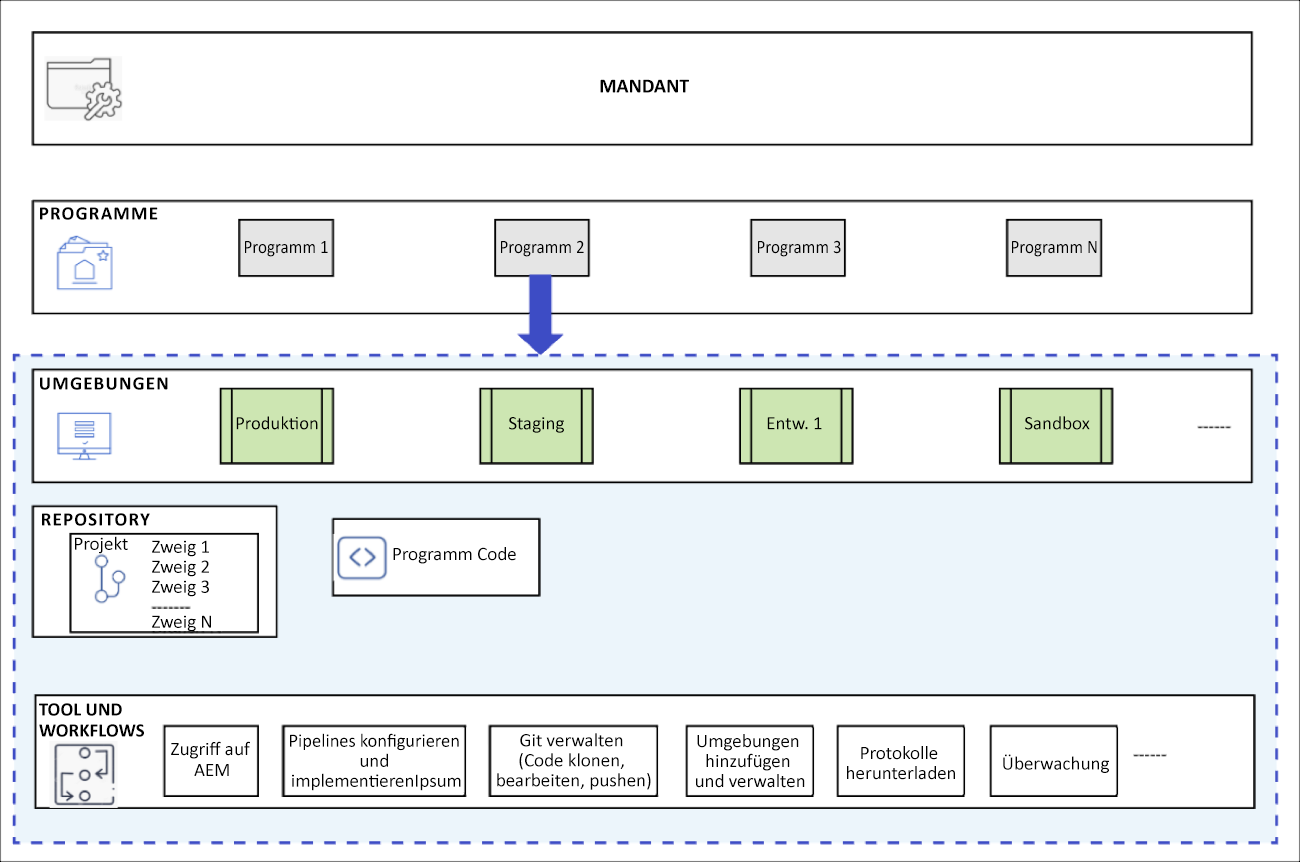 MANDANT
PROGRAMME
Programm 1
Programm 2
Programm 3
Programm N
UMGEBUNGEN
Produktion
Staging
Entw. 1
Sandbox
------
REPOSITORY
Projekt
Zweig 1
Zweig 2
Zweig 3
-------
Zweig N
Programm Code
TOOL UND
WORKFLOWS
Zugriff auf
AEM
Pipelines konfigurieren
und
implementierenIpsum
Git verwalten
(Code klonen,
bearbeiten, pushen)
Umgebungen
hinzufügen
und verwalten
Protokolle
herunterladen
Überwachung
------